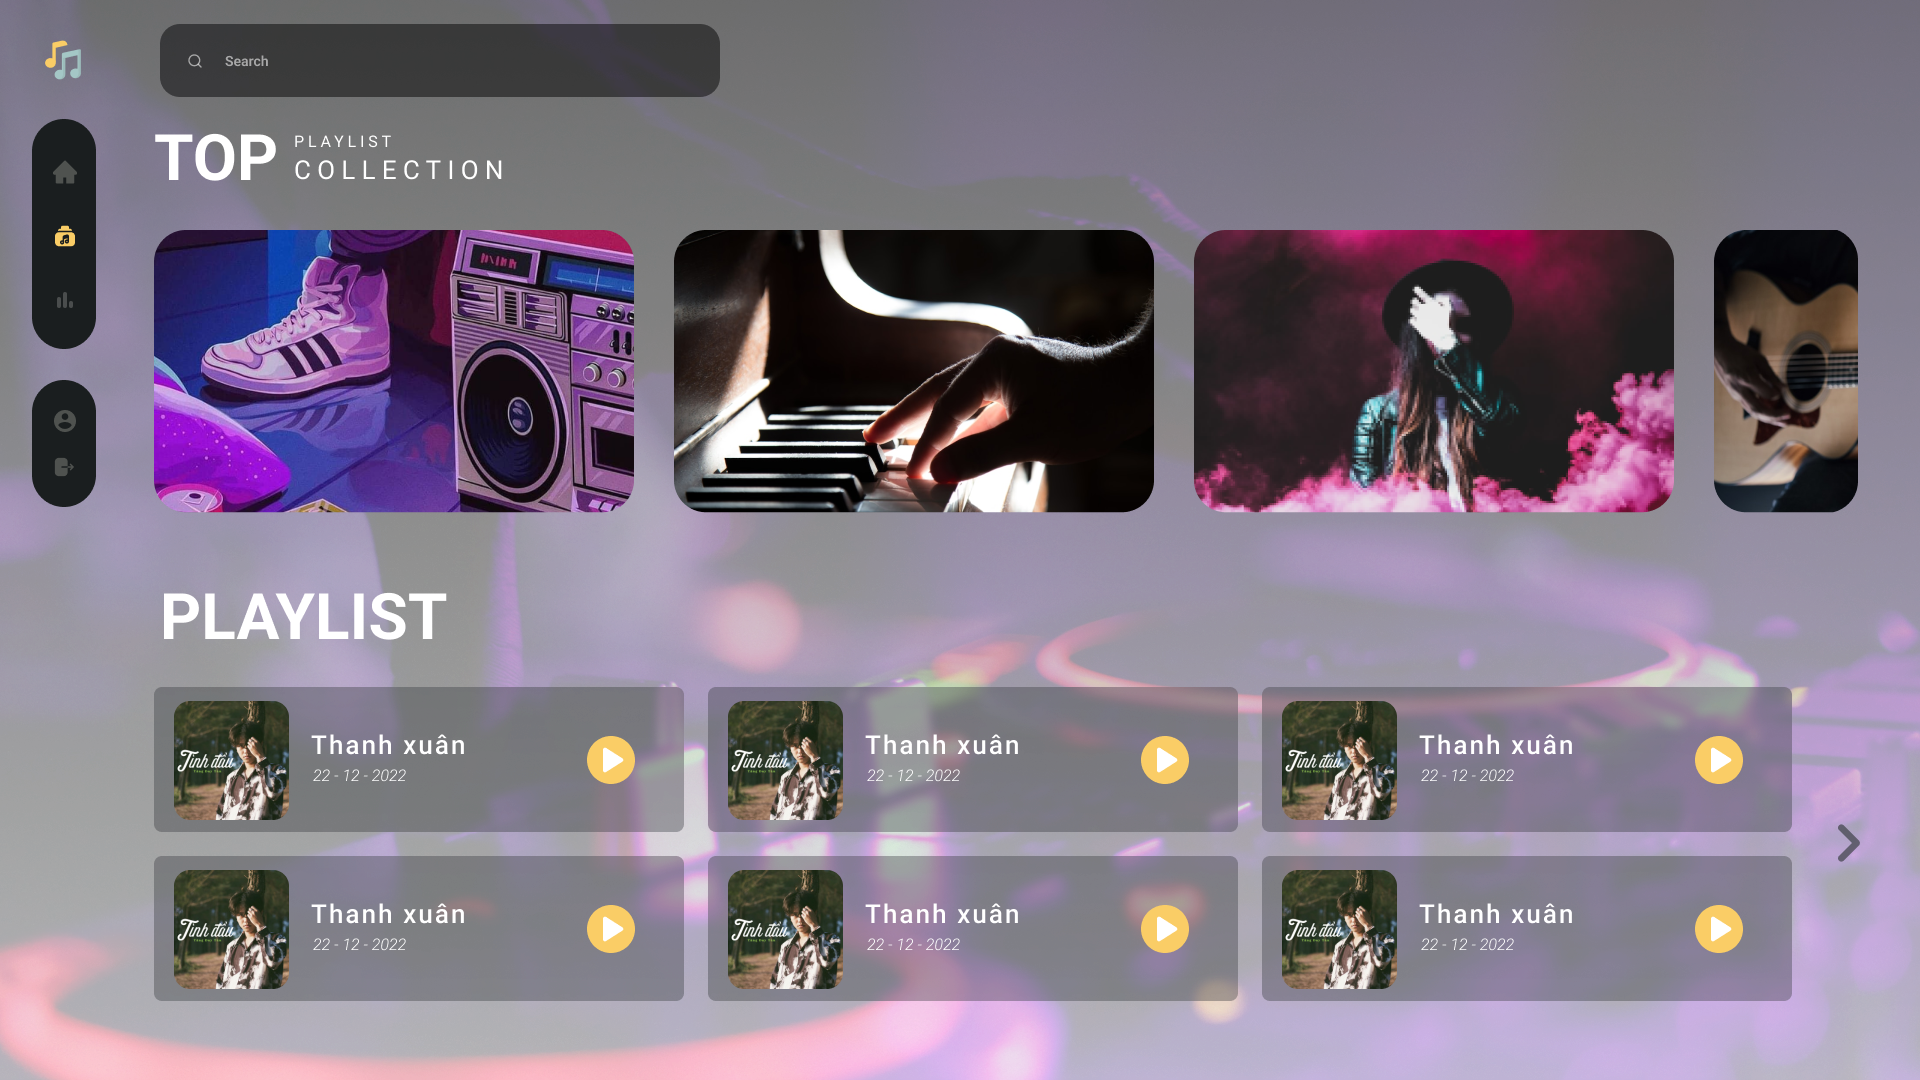 Search
TOP
PLAYLIST
COLLECTION
PLAYLIST
Tình đầu
Thanh xuân
22 - 12 - 2022
Tình đầu
Thanh xuân
22 - 12 - 2022
Tình đầu
Thanh xuân
22 - 12 - 2022
Tình đầu
Thanh xuân
22 - 12 - 2022
Tình đầu
Thanh xuân
22 - 12 - 2022
Tình đầu
Thanh xuân
22 - 12 - 2022